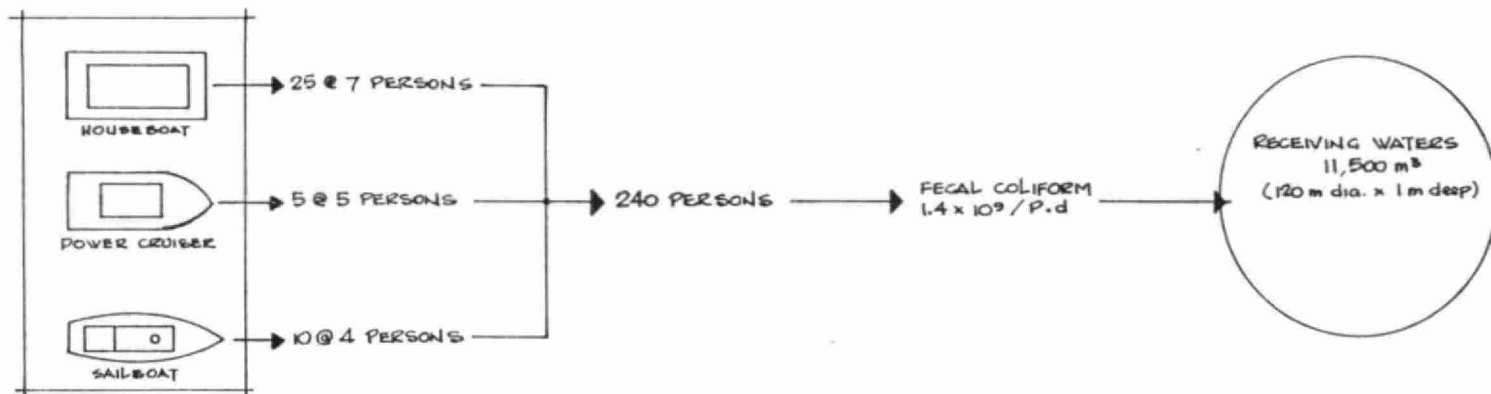 25 @ 7 PERSONS
HOUSEBOAT
5 @ 5 PERSONS
POWER CRUISER
10 @ 4 PERSONS
SAILBOAT
240 PERSONS
FECAL COLIFORM
1.4 x 10⁹ / P.d
RECEIVING WATERS
11,500 m³
(120 m dia. x 1 m deep)